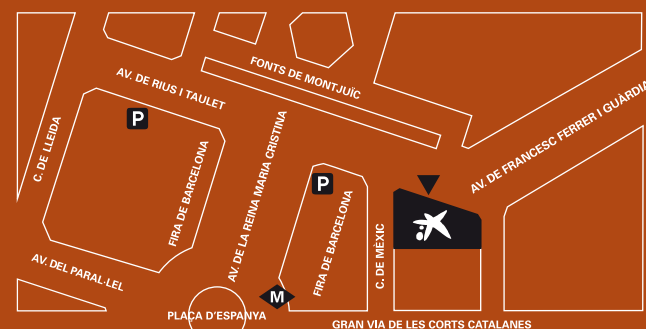 FONTS DE MONTJUÏC
AV. DE RIUS I TAULET
P
C. DE LLEIDA
AV. DE FRANCESC FERRER I GUÀRDIA
FIRA DE BARCELONA
AV. DE LA REINA MARIA CRISTINA
P
FIRA DE BARCELONA
C. DE MÈXIC
AV. DEL PARAL·LEL
M
PLAÇA D'ESPANYA
GRAN VÍA DE LES CORTS CATALANES